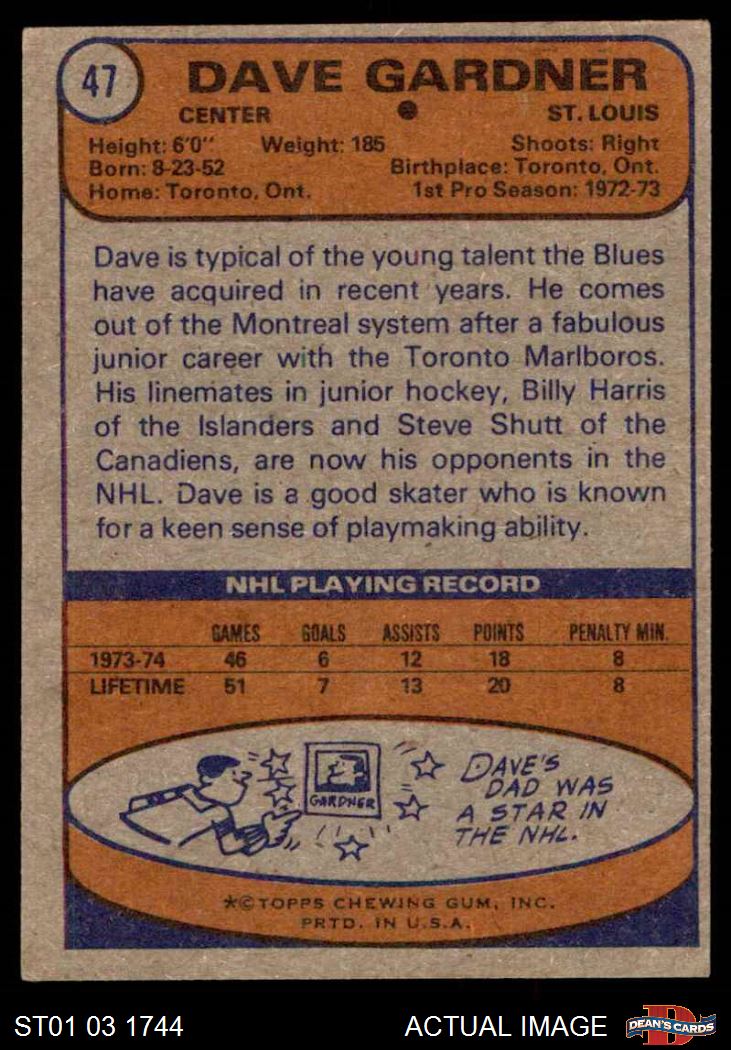 47
DAVE GARDNER
CENTER ST. LOUIS
Height: 6'0" Weight: 185 Shoots: Right
Born: 8-23-52 Birthplace: Toronto, Ont.
Home: Toronto, Ont. 1st Pro Season: 1972-73
Dave is typical of the young talent the Blues
have acquired in recent years. He comes
out of the Montreal system after a fabulous
junior career with the Toronto Marlboros.
His linemates in junior hockey, Billy Harris
of the Islanders and Steve Shutt of the
Canadiens, are now his opponents in the
NHL. Dave is a good skater who is known
for a keen sense of playmaking ability.
NHL PLAYING RECORD
GAMES GOALS ASSISTS POINTS PENALTY MIN.
1973-74 46 6 12 18 8
LIFETIME 51 7 13 20 8
GARDNER
DAVE'S
DAD WAS
A STAR IN
THE NHL.
*© TOPPS CHEWING GUM, INC.
PRTD. IN U.S.A.
ST01 03 1744 ACTUAL IMAGE D DEAN'S CARDS